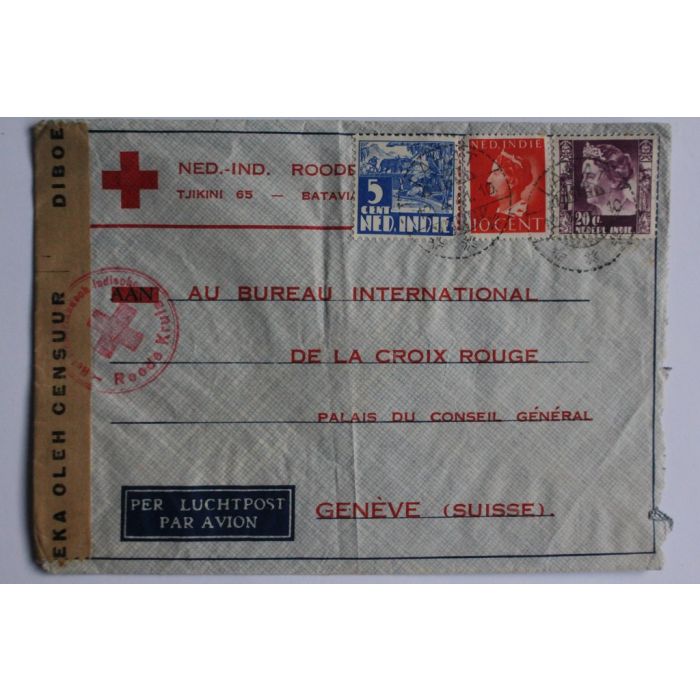 DIBOE
EKA OLEH CENSUUR
NED.-IND. ROODE
TJIKINI 65 — BATAVIA
5
CENT
NED. INDIE
NED. INDIE
10 CENT
20 C.
NEDERL INDIE
Indisch
Roode Kruis
AAN AU BUREAU INTERNATIONAL
DE LA CROIX ROUGE
PALAIS DU CONSEIL GÉNÉRAL
GENÈVE (SUISSE).
PER LUCHTPOST
PAR AVION